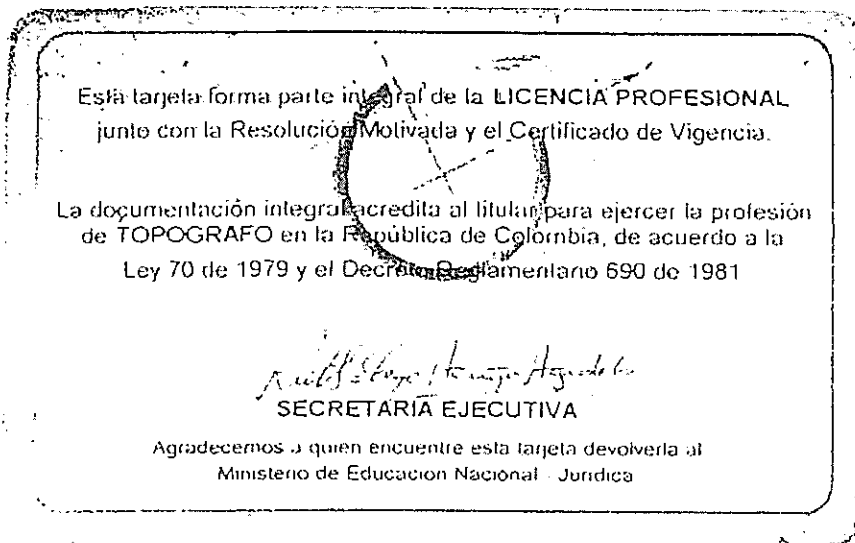 Esta tarjeta forma parte integral de la LICENCIA PROFESIONAL
junto con la Resolución Motivada y el Certificado de Vigencia.
La documentación integral acredita al titular para ejercer la profesión
de TOPOGRAFO en la República de Colombia, de acuerdo a la
Ley 70 de 1979 y el Decreto Reglamentario 690 de 1981
SECRETARIA EJECUTIVA
Agradecemos a quien encuentre esta tarjeta devolverla al
Ministerio de Educacion Nacional - Juridica